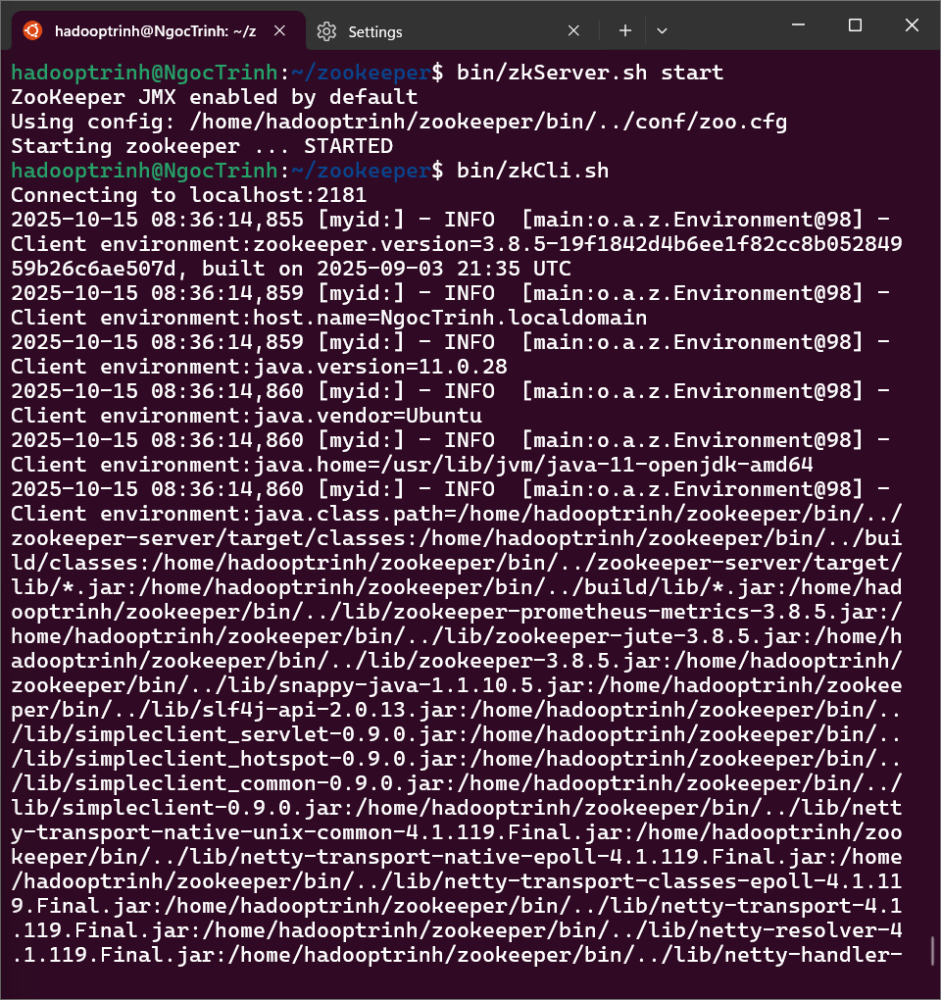 hadooptrinh@NgocTrinh: ~/z
Settings
hadooptrinh@NgocTrinh:~/zookeeper$ bin/zkServer.sh start
ZooKeeper JMX enabled by default
Using config: /home/hadooptrinh/zookeeper/bin/../conf/zoo.cfg
Starting zookeeper ... STARTED
hadooptrinh@NgocTrinh:~/zookeeper$ bin/zkCli.sh
Connecting to localhost:2181
2025-10-15 08:36:14,855 [myid:] - INFO  [main:o.a.z.Environment@98] -
Client environment:zookeeper.version=3.8.5-19f1842d4b6ee1f82cc8b052849
59b26c6ae507d, built on 2025-09-03 21:35 UTC
2025-10-15 08:36:14,859 [myid:] - INFO  [main:o.a.z.Environment@98] -
Client environment:host.name=NgocTrinh.localdomain
2025-10-15 08:36:14,859 [myid:] - INFO  [main:o.a.z.Environment@98] -
Client environment:java.version=11.0.28
2025-10-15 08:36:14,860 [myid:] - INFO  [main:o.a.z.Environment@98] -
Client environment:java.vendor=Ubuntu
2025-10-15 08:36:14,860 [myid:] - INFO  [main:o.a.z.Environment@98] -
Client environment:java.home=/usr/lib/jvm/java-11-openjdk-amd64
2025-10-15 08:36:14,860 [myid:] - INFO  [main:o.a.z.Environment@98] -
Client environment:java.class.path=/home/hadooptrinh/zookeeper/bin/../
zookeeper-server/target/classes:/home/hadooptrinh/zookeeper/bin/../bui
ld/classes:/home/hadooptrinh/zookeeper/bin/../zookeeper-server/target/
lib/*.jar:/home/hadooptrinh/zookeeper/bin/../build/lib/*.jar:/home/had
ooptrinh/zookeeper/bin/../lib/zookeeper-prometheus-metrics-3.8.5.jar:/
home/hadooptrinh/zookeeper/bin/../lib/zookeeper-jute-3.8.5.jar:/home/h
adooptrinh/zookeeper/bin/../lib/zookeeper-3.8.5.jar:/home/hadooptrinh/
zookeeper/bin/../lib/snappy-java-1.1.10.5.jar:/home/hadooptrinh/zookee
per/bin/../lib/slf4j-api-2.0.13.jar:/home/hadooptrinh/zookeeper/bin/..
/lib/simpleclient_servlet-0.9.0.jar:/home/hadooptrinh/zookeeper/bin/..
/lib/simpleclient_hotspot-0.9.0.jar:/home/hadooptrinh/zookeeper/bin/..
/lib/simpleclient_common-0.9.0.jar:/home/hadooptrinh/zookeeper/bin/../
lib/simpleclient-0.9.0.jar:/home/hadooptrinh/zookeeper/bin/../lib/nett
y-transport-native-unix-common-4.1.119.Final.jar:/home/hadooptrinh/zoo
keeper/bin/../lib/netty-transport-native-epoll-4.1.119.Final.jar:/home
/hadooptrinh/zookeeper/bin/../lib/netty-transport-classes-epoll-4.1.11
9.Final.jar:/home/hadooptrinh/zookeeper/bin/../lib/netty-transport-4.1
.119.Final.jar:/home/hadooptrinh/zookeeper/bin/../lib/netty-resolver-4
.1.119.Final.jar:/home/hadooptrinh/zookeeper/bin/../lib/netty-handler-